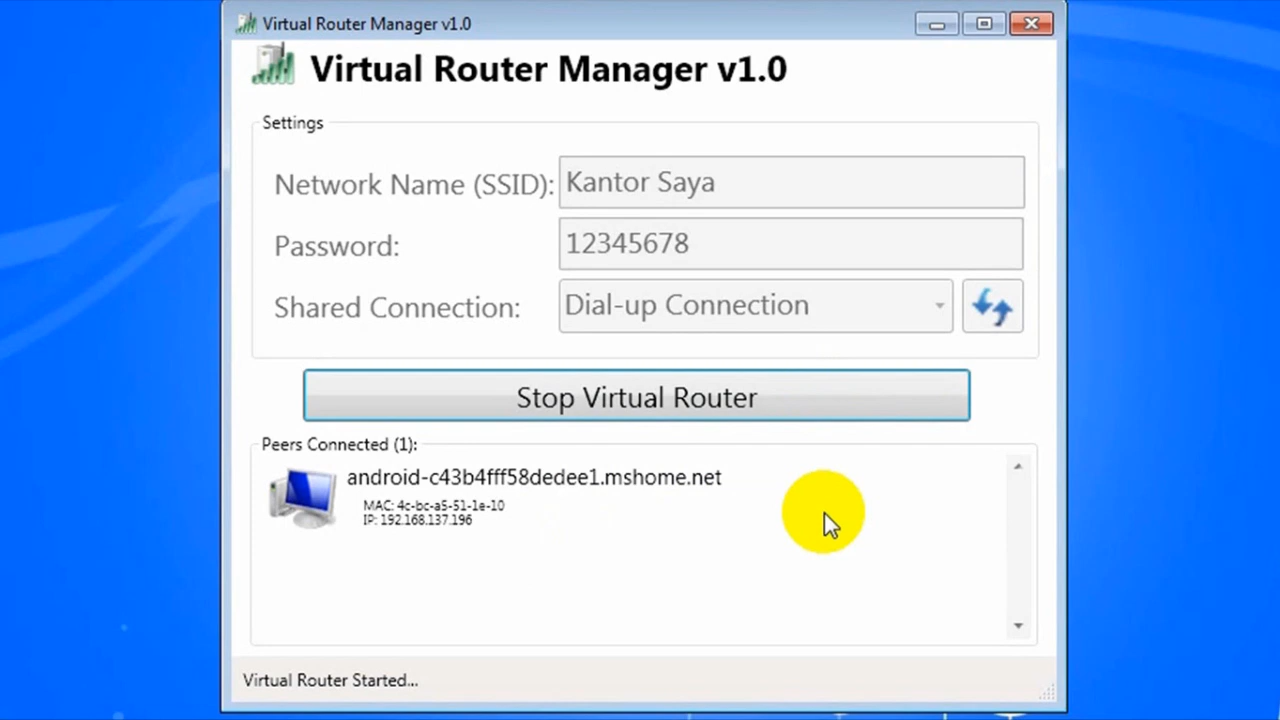 Virtual Router Manager v1.0
Virtual Router Manager v1.0
Settings
Network Name (SSID): Kantor Saya
Password: 12345678
Shared Connection: Dial-up Connection
Stop Virtual Router
Peers Connected (1):
android-c43b4fff58dedee1.mshome.net
MAC: 4c-bc-a5-51-1e-10
IP: 192.168.137.196
Virtual Router Started...